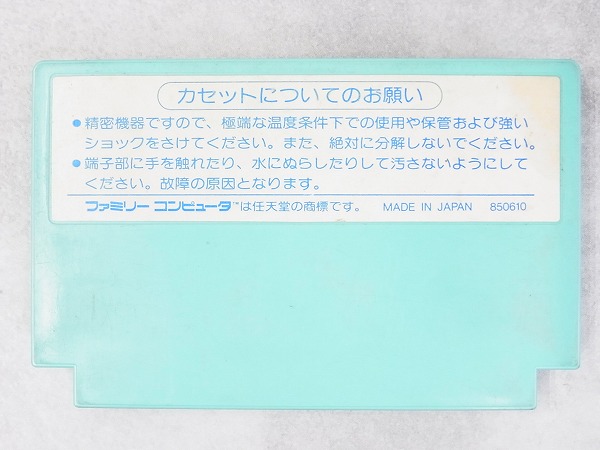 カセットについてのお願い
●精密機器ですので、極端な温度条件下での使用や保管および強い
ショックをさけてください。また、絶対に分解しないでください。
●端子部に手を触れたり、水にぬらしたりして汚さないようにして
ください。故障の原因となります。
ファミリーコンピュータ™は任天堂の商標です。 MADE IN JAPAN 850610